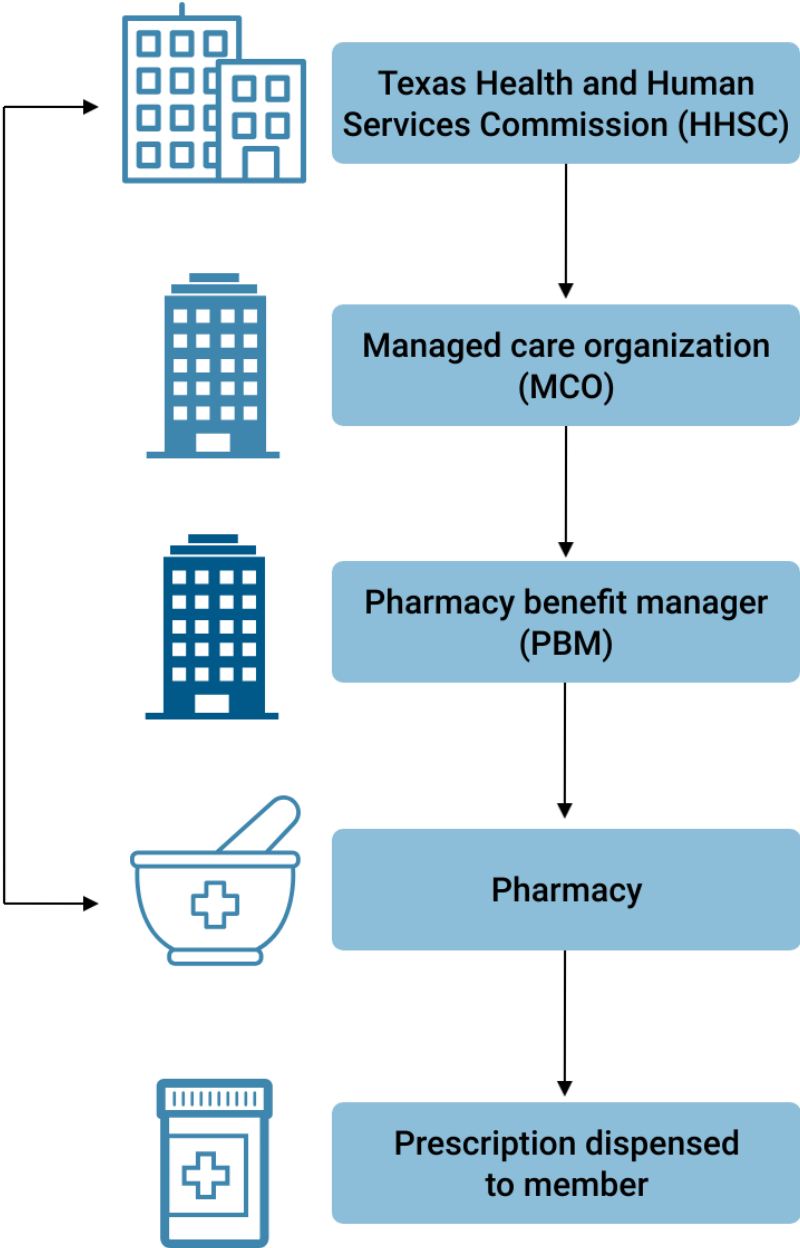 Texas Health and Human
Services Commission (HHSC)
Managed care organization
(MCO)
Pharmacy benefit manager
(PBM)
Pharmacy
Prescription dispensed
to member